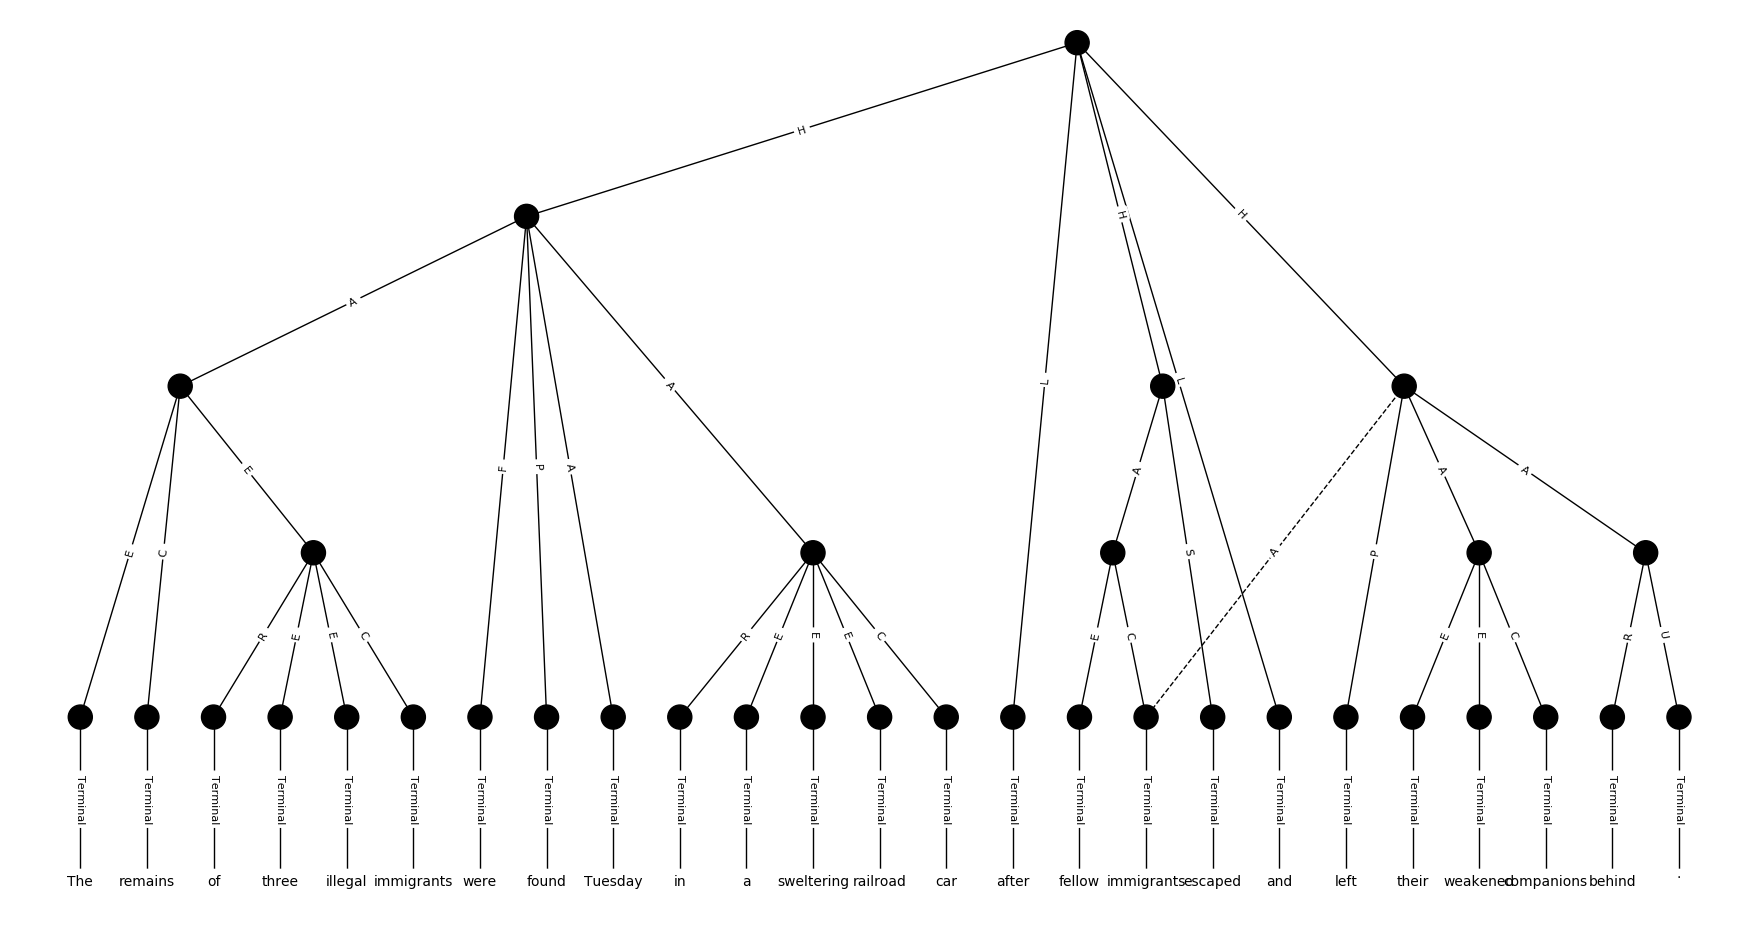 H
A H H
A L L
E A A A
F P A
E C P A S
R E E C R E E E C E C E E C R U
Terminal Terminal Terminal Terminal Terminal Terminal Terminal Terminal Terminal Terminal Terminal Terminal Terminal Terminal Terminal Terminal Terminal Terminal Terminal Terminal Terminal Terminal Terminal Terminal Terminal
The remains of three illegal immigrants were found Tuesday in a sweltering railroad car after fellow immigrants escaped and left their weakened companions behind .